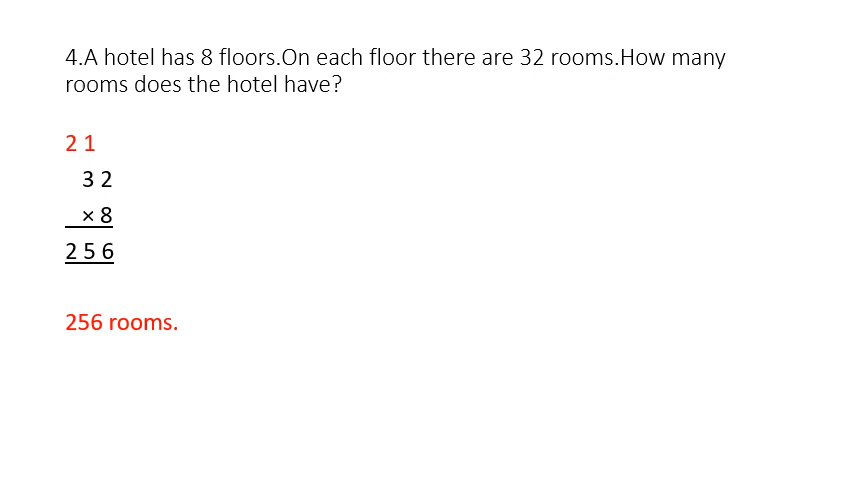 4.A hotel has 8 floors.On each floor there are 32 rooms.How many
rooms does the hotel have?
2 1
3 2
× 8
2 5 6
256 rooms.